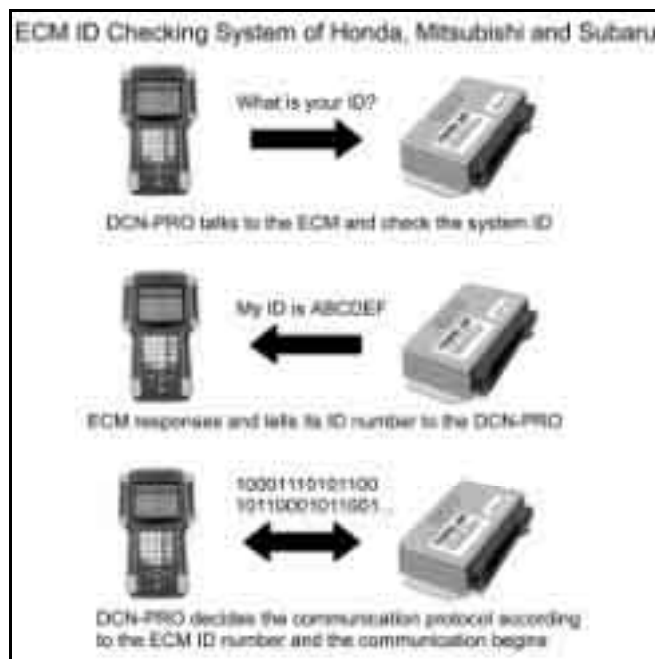 ECM ID Checking System of Honda, Mitsubishi and Subaru
What is your ID?
DCN-PRO talks to the ECM and check the system ID
My ID is ABCDEF
ECM responses and tells its ID number to the DCN-PRO
10001110101100
10110001011001...
DCN-PRO decides the communication protocol according
to the ECM ID number and the communication begins